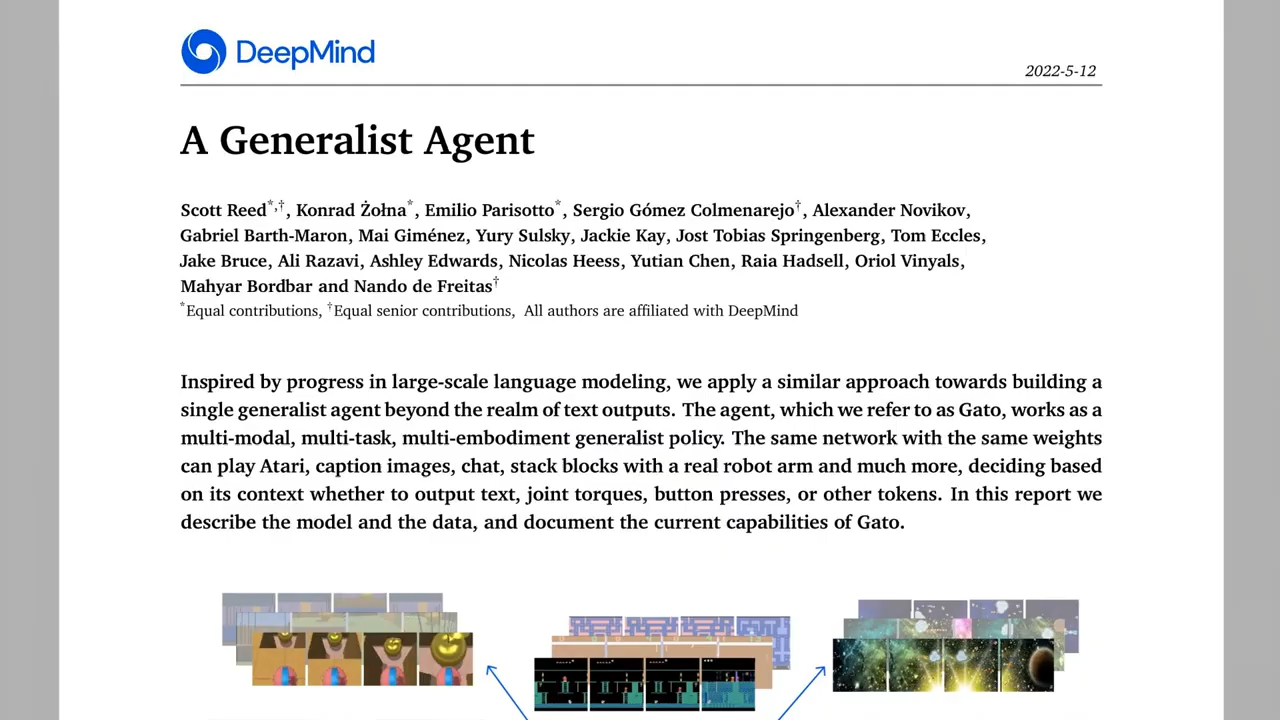 DeepMind
2022-5-12
A Generalist Agent
Scott Reed*,†, Konrad Żołna*, Emilio Parisotto*, Sergio Gómez Colmenarejo†, Alexander Novikov,
Gabriel Barth-Maron, Mai Giménez, Yury Sulsky, Jackie Kay, Jost Tobias Springenberg, Tom Eccles,
Jake Bruce, Ali Razavi, Ashley Edwards, Nicolas Heess, Yutian Chen, Raia Hadsell, Oriol Vinyals,
Mahyar Bordbar and Nando de Freitas†
*Equal contributions, †Equal senior contributions, All authors are affiliated with DeepMind
Inspired by progress in large-scale language modeling, we apply a similar approach towards building a
single generalist agent beyond the realm of text outputs. The agent, which we refer to as Gato, works as a
multi-modal, multi-task, multi-embodiment generalist policy. The same network with the same weights
can play Atari, caption images, chat, stack blocks with a real robot arm and much more, deciding based
on its context whether to output text, joint torques, button presses, or other tokens. In this report we
describe the model and the data, and document the current capabilities of Gato.